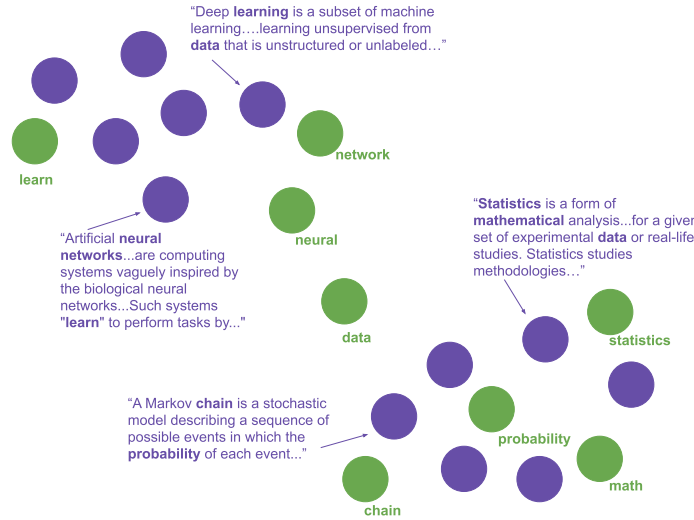 “Deep learning is a subset of machine
learning….learning unsupervised from
data that is unstructured or unlabeled…”
network
learn
“Statistics is a form of
mathematical analysis...for a given
set of experimental data or real-life
studies. Statistics studies
methodologies…”
neural
“Artificial neural
networks...are computing
systems vaguely inspired by
the biological neural
networks...Such systems
"learn" to perform tasks by..."
data
statistics
“A Markov chain is a stochastic
model describing a sequence of
possible events in which the
probability of each event...”
probability
math
chain